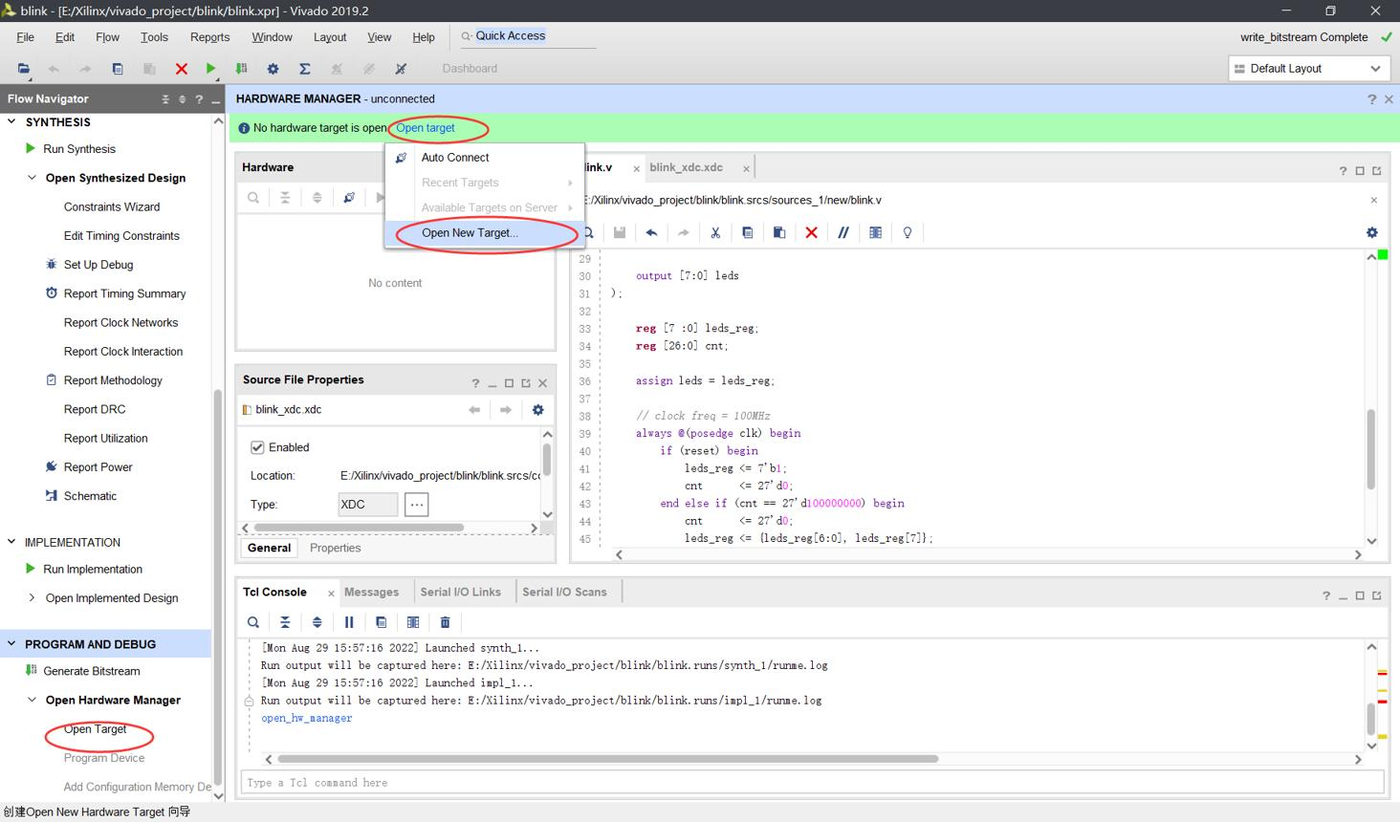 blink - [E:/Xilinx/vivado_project/blink/blink.xpr] - Vivado 2019.2
File Edit Flow Tools Reports Window Layout View Help Quick Access
write_bitstream Complete
Dashboard
Default Layout
Flow Navigator
SYNTHESIS
Run Synthesis
Open Synthesized Design
Constraints Wizard
Edit Timing Constraints
Set Up Debug
Report Timing Summary
Report Clock Networks
Report Clock Interaction
Report Methodology
Report DRC
Report Utilization
Report Power
Schematic
IMPLEMENTATION
Run Implementation
Open Implemented Design
PROGRAM AND DEBUG
Generate Bitstream
Open Hardware Manager
Open Target
Program Device
Add Configuration Memory De
HARDWARE MANAGER - unconnected
No hardware target is open Open target
Auto Connect
Recent Targets
Available Targets on Server
Open New Target...
Hardware
No content
Source File Properties
blink_xdc.xdc
Enabled
Location: E:/Xilinx/vivado_project/blink/blink.srcs/cc
Type: XDC
General Properties
link.v blink_xdc.xdc
E:/Xilinx/vivado_project/blink/blink.srcs/sources_1/new/blink.v
29
30 output [7:0] leds
31 );
32
33 reg [7 :0] leds_reg;
34 reg [26:0] cnt;
35
36 assign leds = leds_reg;
37
38 // clock freq = 100MHz
39 always @(posedge clk) begin
40 if (reset) begin
41 leds_reg <= 7'b1;
42 cnt <= 27'd0;
43 end else if (cnt == 27'd100000000) begin
44 cnt <= 27'd0;
45 leds_reg <= {leds_reg[6:0], leds_reg[7]};
Tcl Console Messages Serial I/O Links Serial I/O Scans
[Mon Aug 29 15:57:16 2022] Launched synth_1...
Run output will be captured here: E:/Xilinx/vivado_project/blink/blink.runs/synth_1/runme.log
[Mon Aug 29 15:57:16 2022] Launched impl_1...
Run output will be captured here: E:/Xilinx/vivado_project/blink/blink.runs/impl_1/runme.log
open_hw_manager
Type a Tcl command here
创建Open New Hardware Target 向导